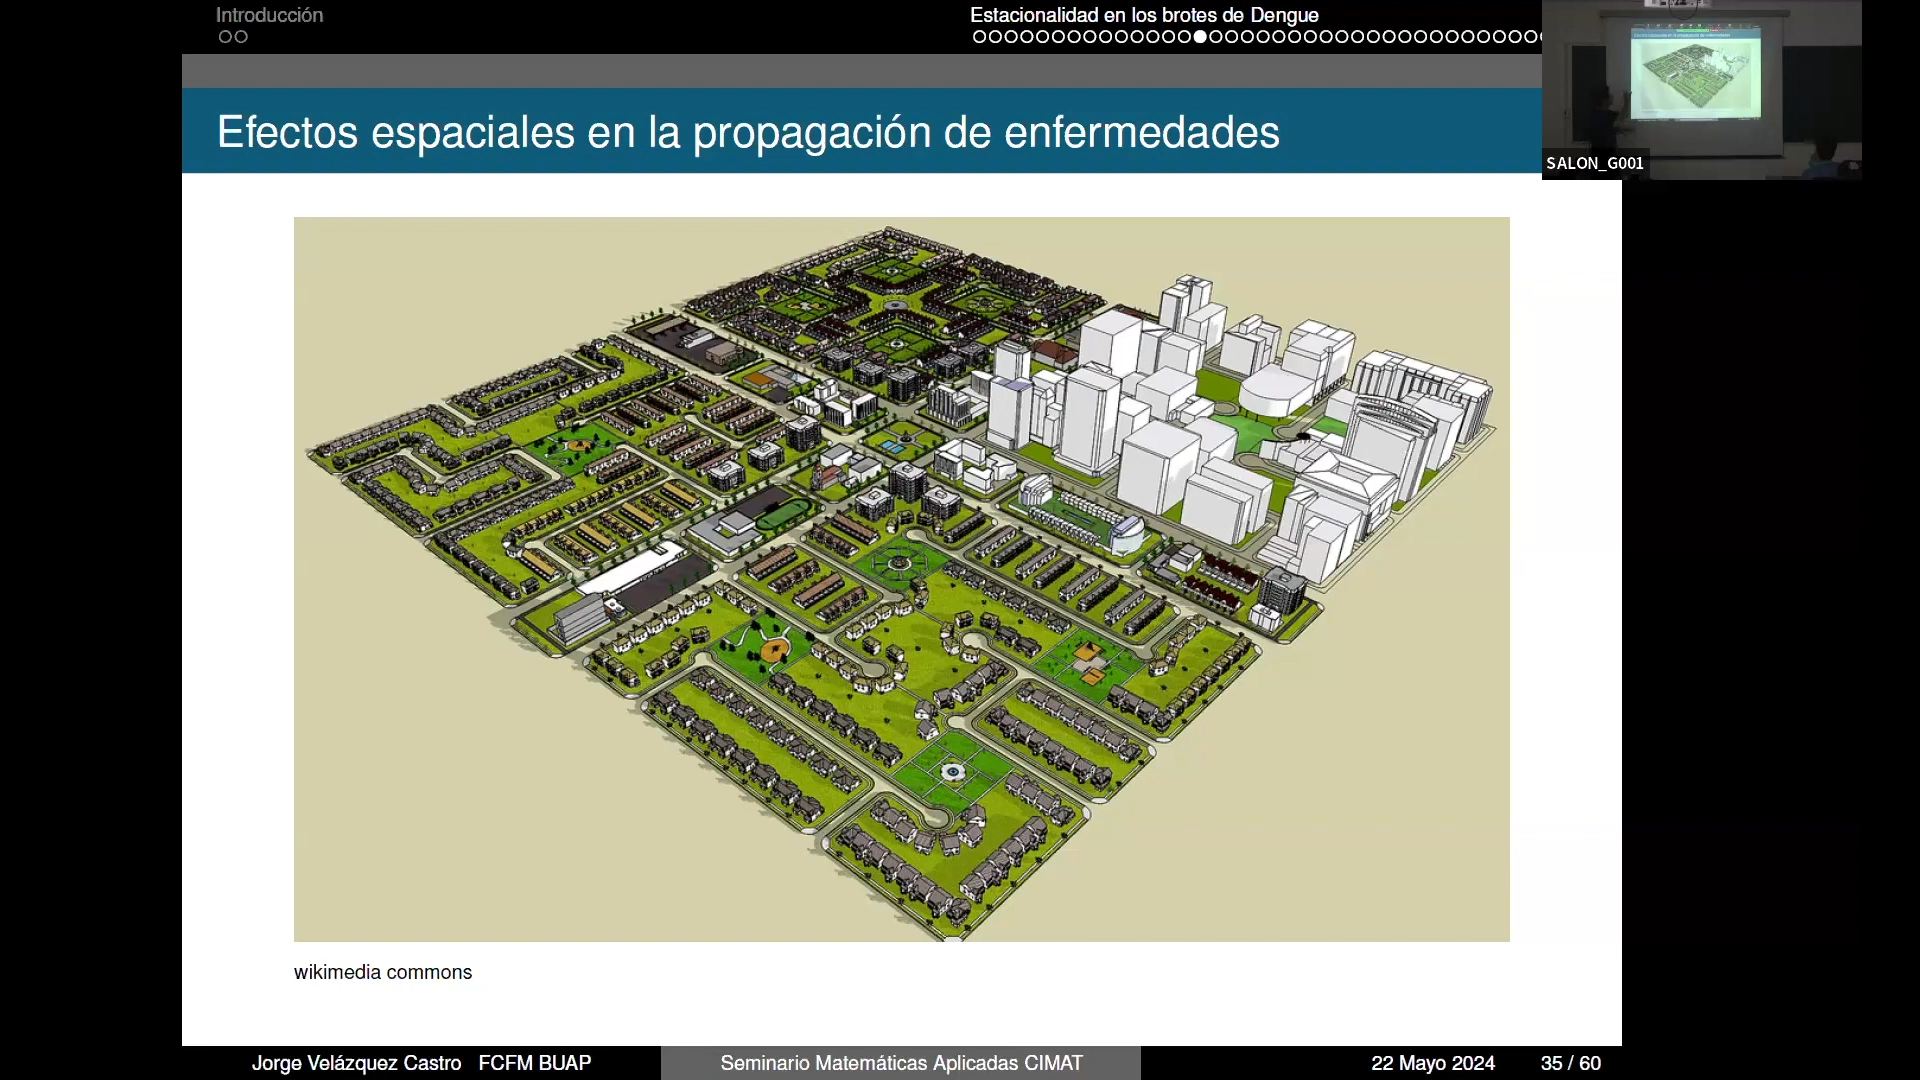 Introducción
Estacionalidad en los brotes de Dengue
Efectos espaciales en la propagación de enfermedades
SALON_G001
wikimedia commons
Jorge Velázquez Castro FCFM BUAP
Seminario Matemáticas Aplicadas CIMAT
22 Mayo 2024 35 / 60